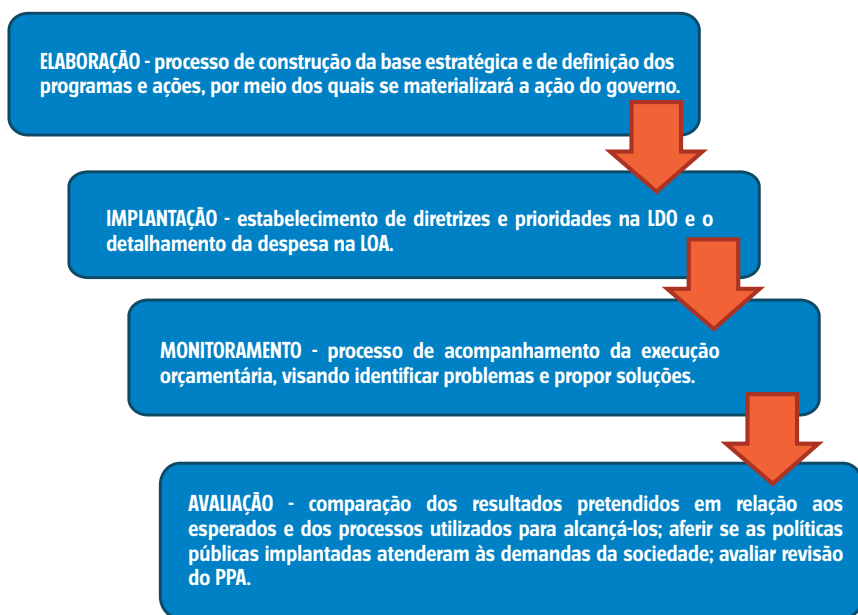 ELABORAÇÃO - processo de construção da base estratégica e de definição dos
programas e ações, por meio dos quais se materializará a ação do governo.
IMPLANTAÇÃO - estabelecimento de diretrizes e prioridades na LDO e o
detalhamento da despesa na LOA.
MONITORAMENTO - processo de acompanhamento da execução
orçamentária, visando identificar problemas e propor soluções.
AVALIAÇÃO - comparação dos resultados pretendidos em relação aos
esperados e dos processos utilizados para alcançá-los; aferir se as políticas
públicas implantadas atenderam às demandas da sociedade; avaliar revisão
do PPA.